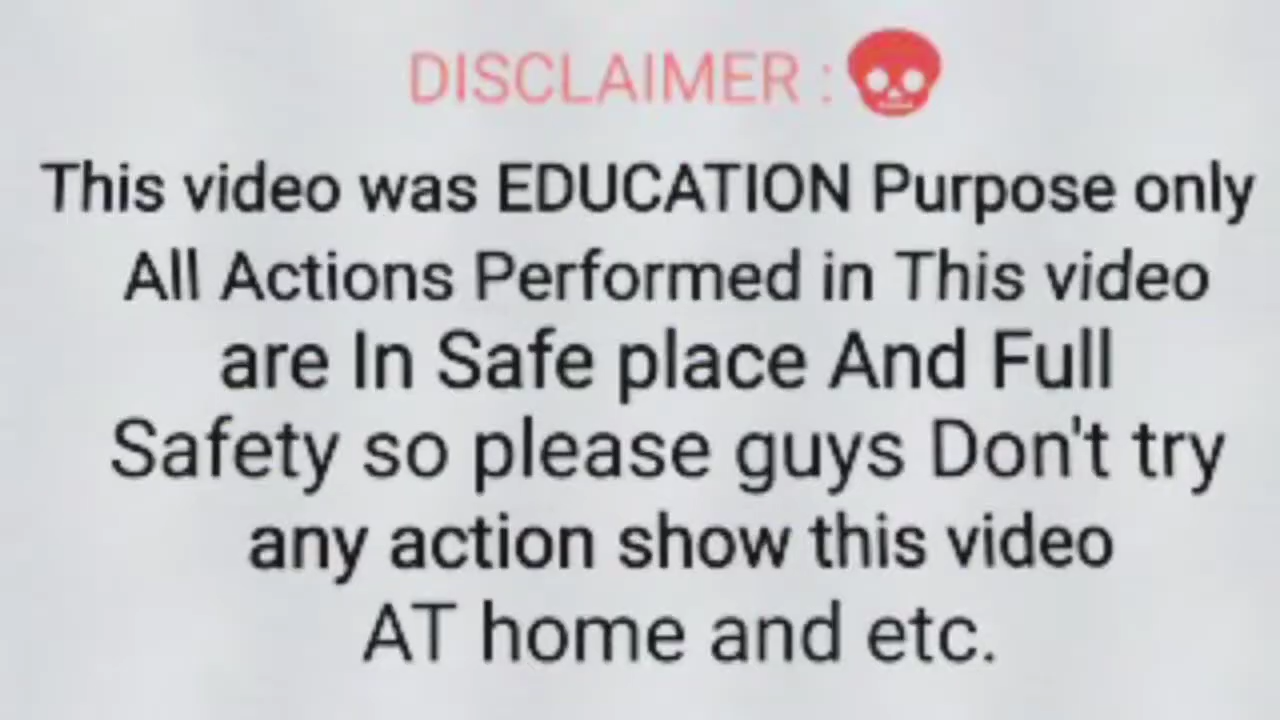 DISCLAIMER :
This video was EDUCATION Purpose only
All Actions Performed in This video
are In Safe place And Full
Safety so please guys Don't try
any action show this video
AT home and etc.